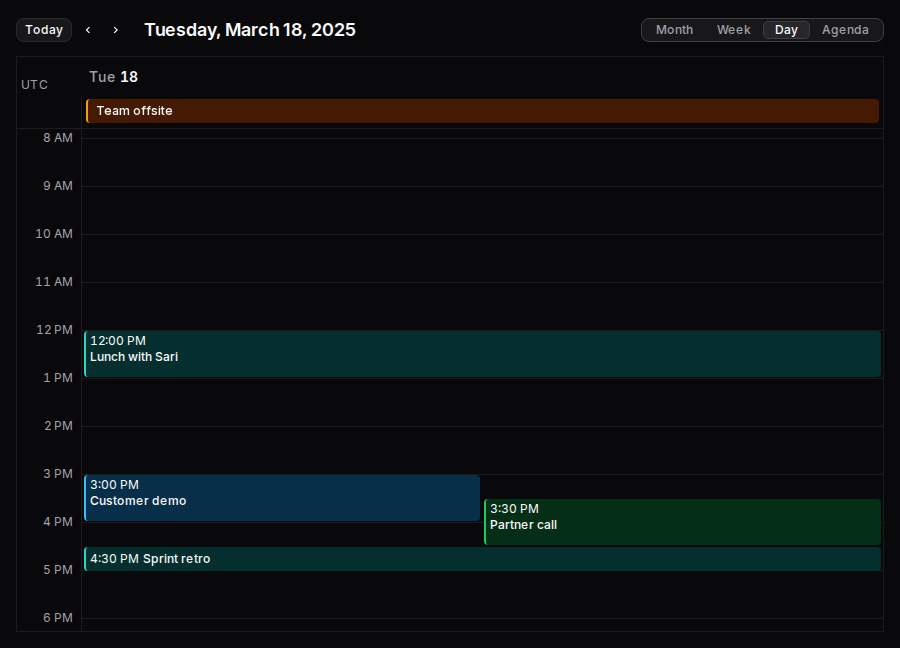 Today ‹ › Tuesday, March 18, 2025 Month Week Day Agenda
UTC Tue 18
Team offsite
8 AM
9 AM
10 AM
11 AM
12 PM
12:00 PM
Lunch with Sari
1 PM
2 PM
3 PM
3:00 PM
Customer demo
3:30 PM
Partner call
4 PM
4:30 PM Sprint retro
5 PM
6 PM